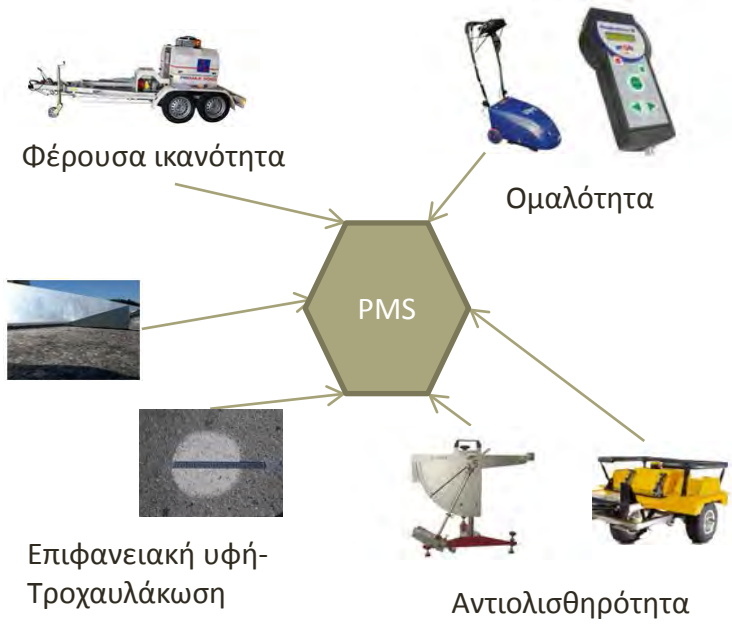 Φέρουσα ικανότητα
Ομαλότητα
PMS
Επιφανειακή υφή-
Τροχαυλάκωση
Αντιολισθηρότητα